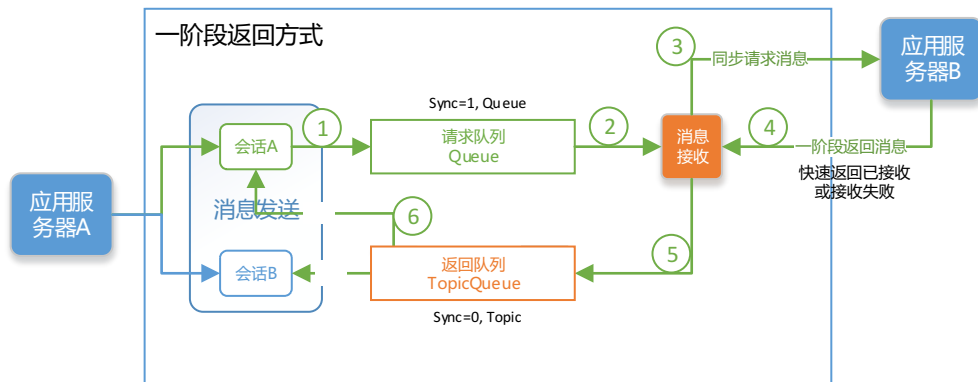 一阶段返回方式
③
同步请求消息
应用服
务器B
Sync=1, Queue
会话A
①
请求队列
Queue
②
消息
接收
④
一阶段返回消息
快速返回已接收
或接收失败
应用服
务器A
消息发送
⑥
会话B
返回队列
TopicQueue
⑤
Sync=0, Topic